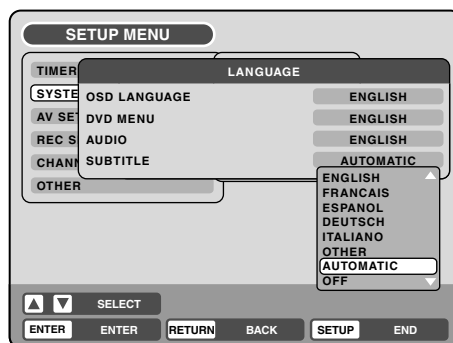 SETUP MENU
TIMER
LANGUAGE
SYSTE
OSD LANGUAGE ENGLISH
AV SET
DVD MENU ENGLISH
REC S
AUDIO ENGLISH
CHANN
SUBTITLE AUTOMATIC
OTHER
ENGLISH
FRANCAIS
ESPANOL
DEUTSCH
ITALIANO
OTHER
AUTOMATIC
OFF
SELECT
ENTER ENTER RETURN BACK SETUP END